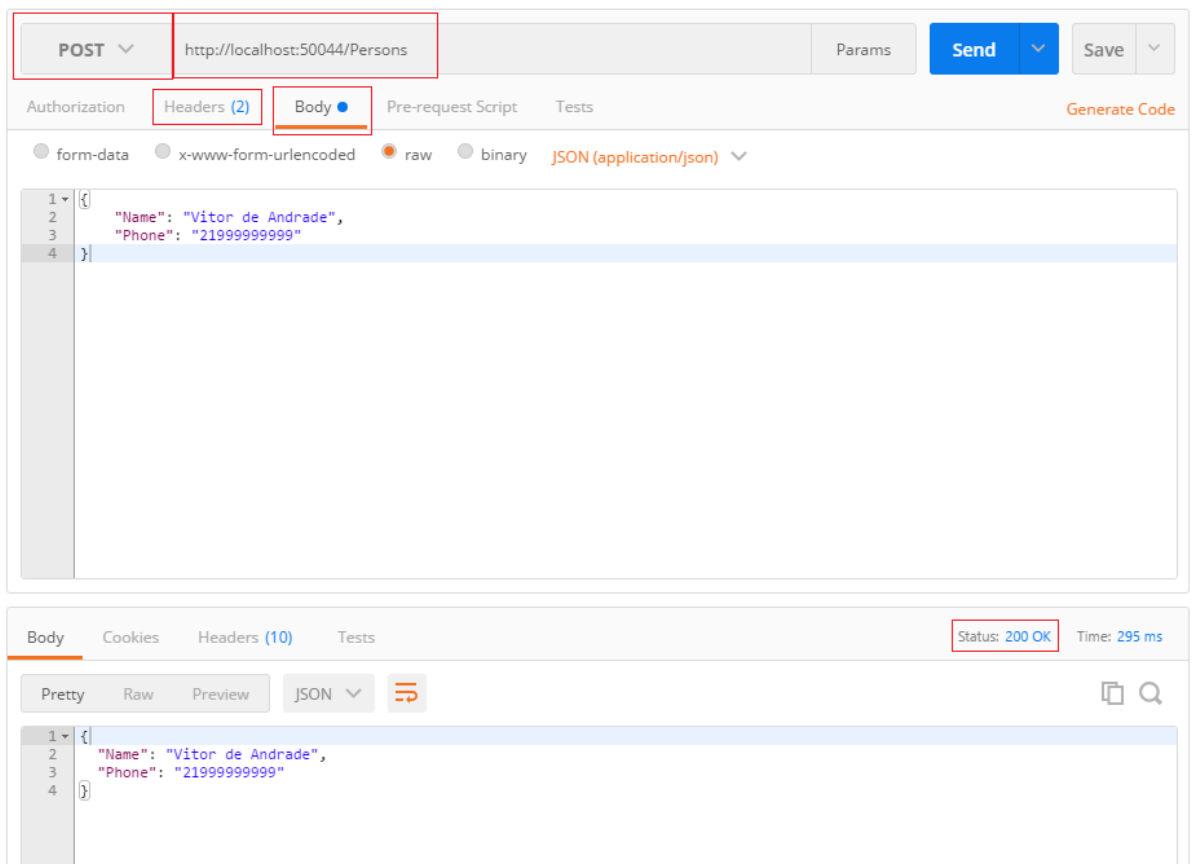 POST http://localhost:50044/Persons Params Send Save
Authorization Headers (2) Body Pre-request Script Tests Generate Code
form-data x-www-form-urlencoded raw binary JSON (application/json)
1 {
2 "Name": "Vitor de Andrade",
3 "Phone": "21999999999"
4 }
Body Cookies Headers (10) Tests Status: 200 OK Time: 295 ms
Pretty Raw Preview JSON
1 {
2 "Name": "Vitor de Andrade",
3 "Phone": "21999999999"
4 }